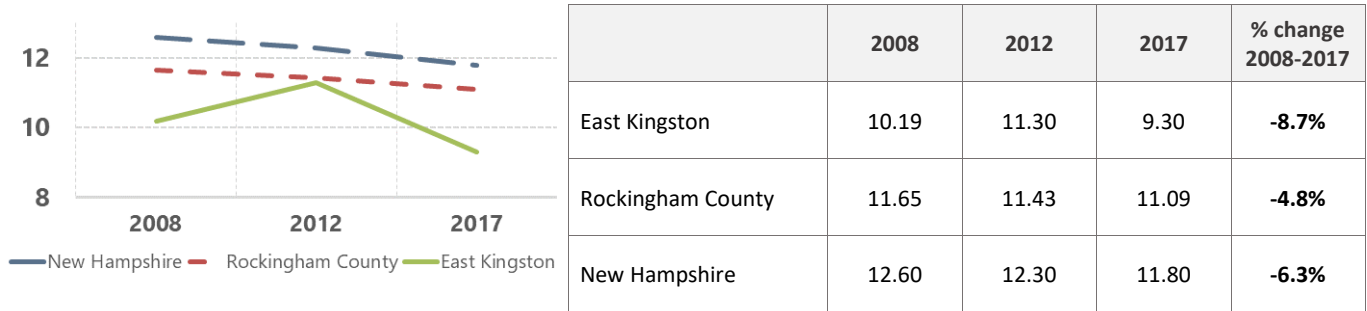 12
10
8
2008 2012 2017
New Hampshire Rockingham County East Kingston
2008 2012 2017 % change
2008-2017
East Kingston 10.19 11.30 9.30 -8.7%
Rockingham County 11.65 11.43 11.09 -4.8%
New Hampshire 12.60 12.30 11.80 -6.3%